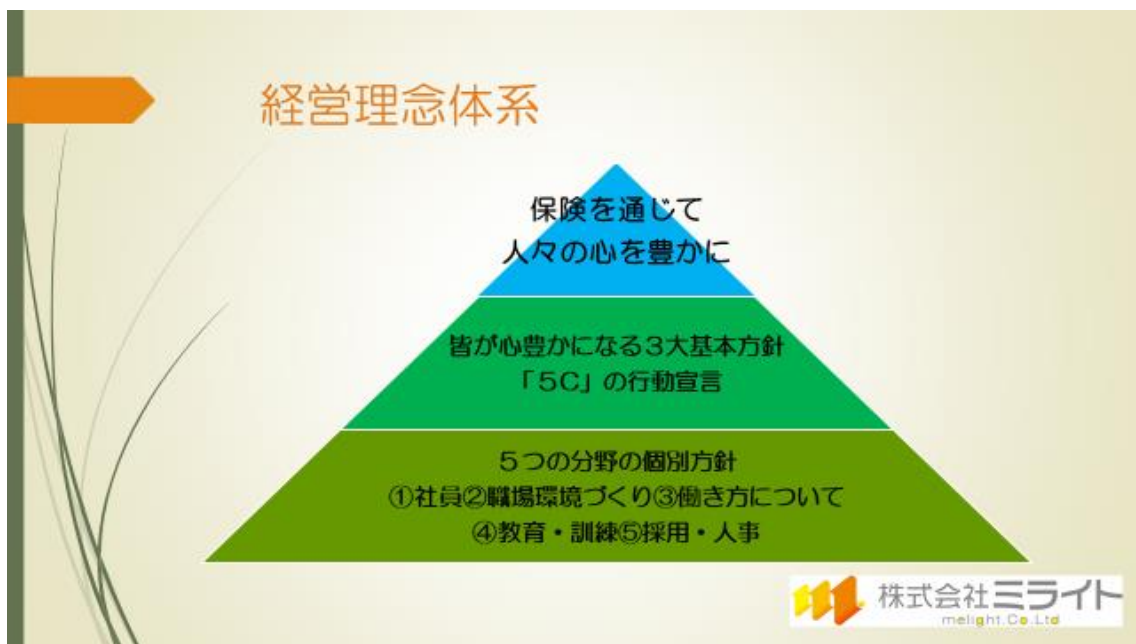 経営理念体系
保険を通じて
人々の心を豊かに
皆が心豊かになる３大基本方針
「５C」の行動宣言
５つの分野の個別方針
①社員②職場環境づくり③働き方について
④教育・訓練⑤採用・人事
株式会社ミライト
melight.Co.Ltd